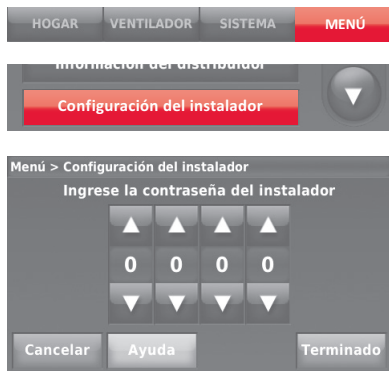 HOGAR VENTILADOR SISTEMA MENÚ
Información del distribuidor
Configuración del instalador
Menú > Configuración del instalador
Ingrese la contraseña del instalador
0 0 0 0
Cancelar Ayuda Terminado